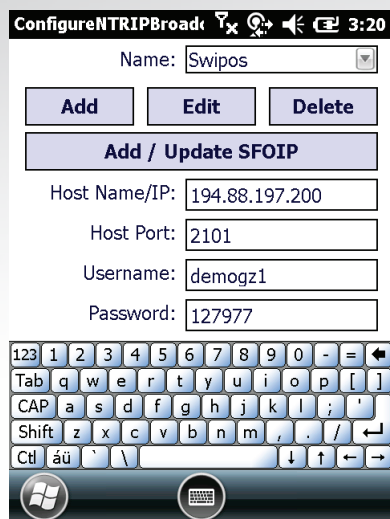 ConfigureNTRIPBroadc 3:20
Name: Swipos
Add Edit Delete
Add / Update SFOIP
Host Name/IP: 194.88.197.200
Host Port: 2101
Username: demogz1
Password: 127977
123 1 2 3 4 5 6 7 8 9 0 - = 
Tab q w e r t y u i o p [ ]
CAP a s d f g h j k l ; '
Shift z x c v b n m , . /
Ctl áü ` \